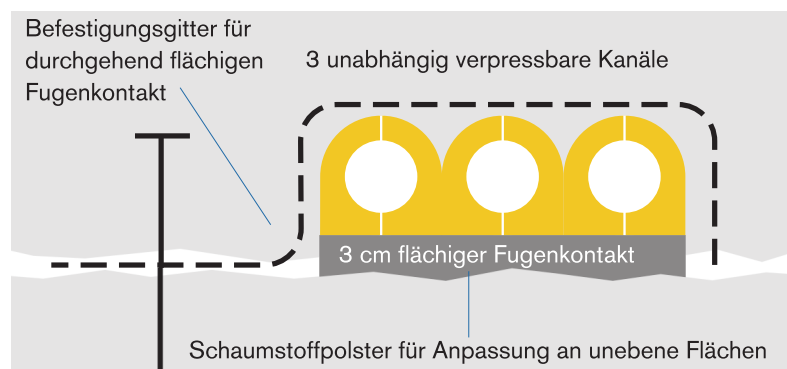 Befestigungsgitter für
durchgehend flächigen
Fugenkontakt
3 unabhängig verpressbare Kanäle
3 cm flächiger Fugenkontakt
Schaumstoffpolster für Anpassung an unebene Flächen